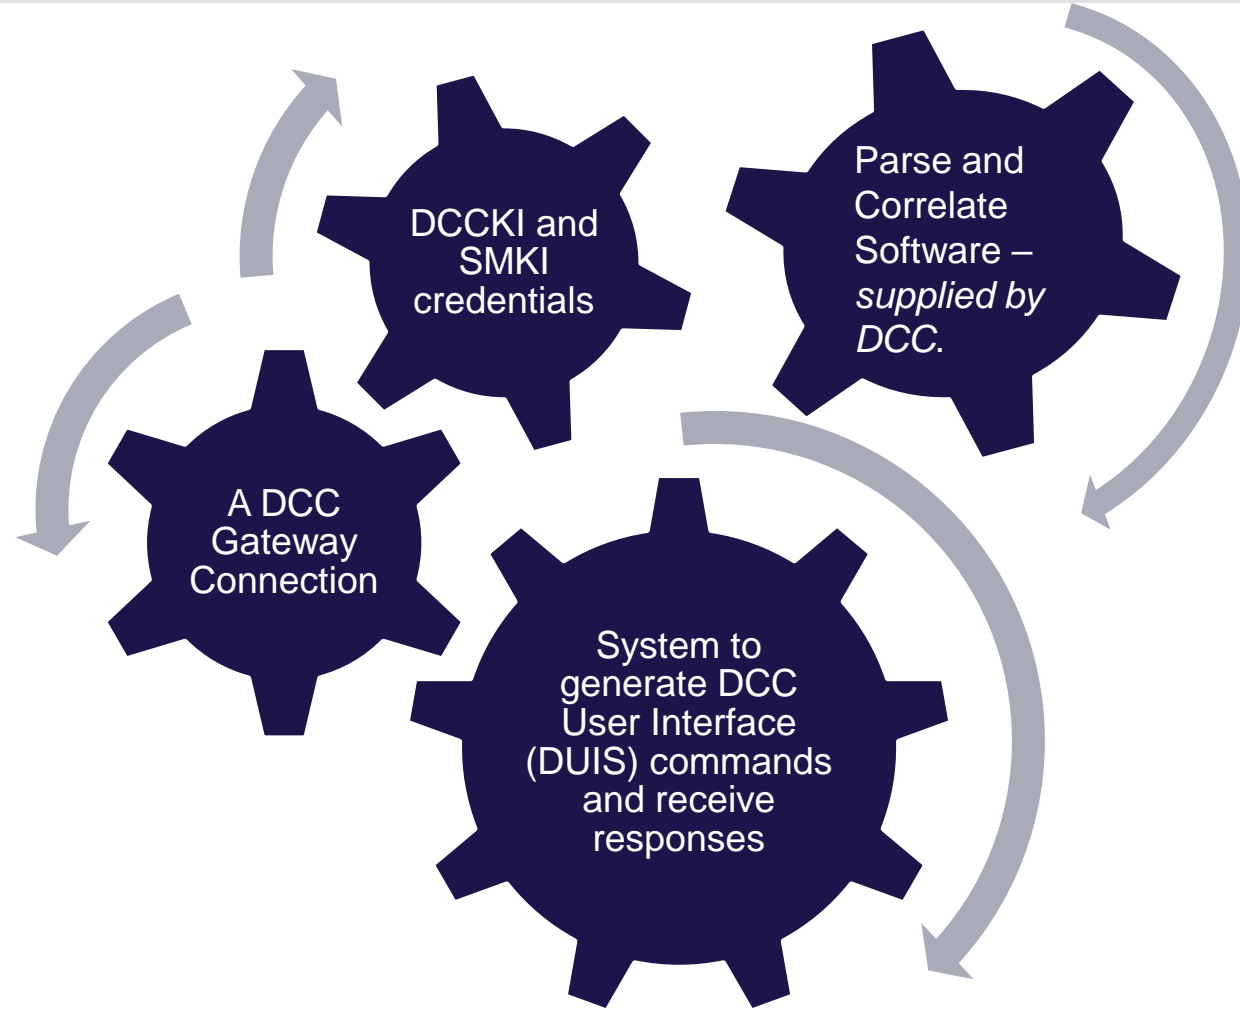 DCCKI and
SMKI
credentials
Parse and
Correlate
Software –
supplied by
DCC.
A DCC
Gateway
Connection
System to
generate DCC
User Interface
(DUIS) commands
and receive
responses